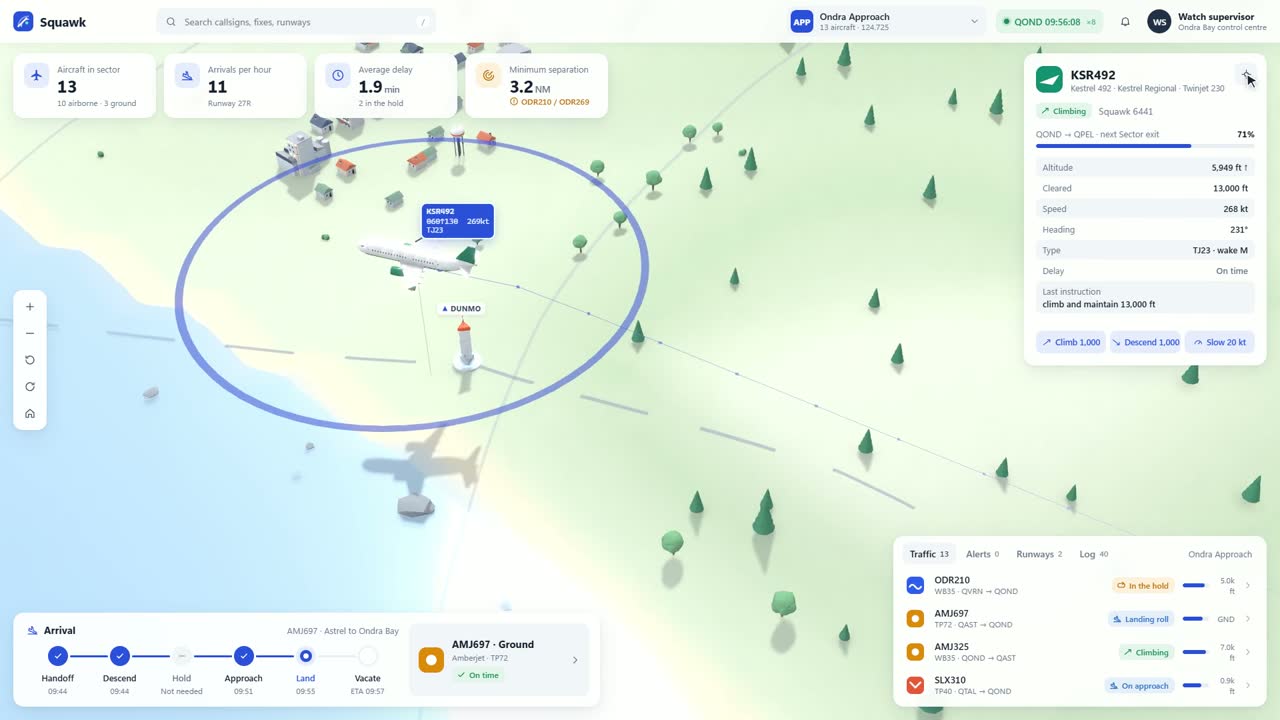 Squawk
Search callsigns, fixes, runways
/
APP
Ondra Approach
13 aircraft · 124.725
QOND 09:56:08 ×8
WS
Watch supervisor
Ondra Bay control centre
Aircraft in sector
13
10 airborne · 3 ground
Arrivals per hour
11
Runway 27R
Average delay
1.9 min
2 in the hold
Minimum separation
3.2 NM
ODR210 / ODR269
KSR492
Kestrel 492 · Kestrel Regional · Twinjet 230
Climbing
Squawk 6441
QOND → QPEL · next Sector exit
71%
Altitude
5,949 ft ↑
Cleared
13,000 ft
Speed
268 kt
Heading
231°
Type
TJ23 · wake M
Delay
On time
Last instruction
climb and maintain 13,000 ft
Climb 1,000
Descend 1,000
Slow 20 kt
KSR492
060↑130 269kt
TJ23
▲ DUNMO
Arrival
AMJ697 · Astrel to Ondra Bay
Handoff
09:44
Descend
09:44
Hold
Not needed
Approach
09:51
Land
09:55
Vacate
ETA 09:57
AMJ697 · Ground
Amberjet · TP72
On time
Traffic 13
Alerts 0
Runways 2
Log 40
Ondra Approach
ODR210
WB35 · QVRN → QOND
In the hold
5.0k ft
AMJ697
TP72 · QAST → QOND
Landing roll
GND
AMJ325
WB35 · QOND → QAST
Climbing
7.0k ft
SLX310
TP40 · QTAL → QOND
On approach
0.9k ft